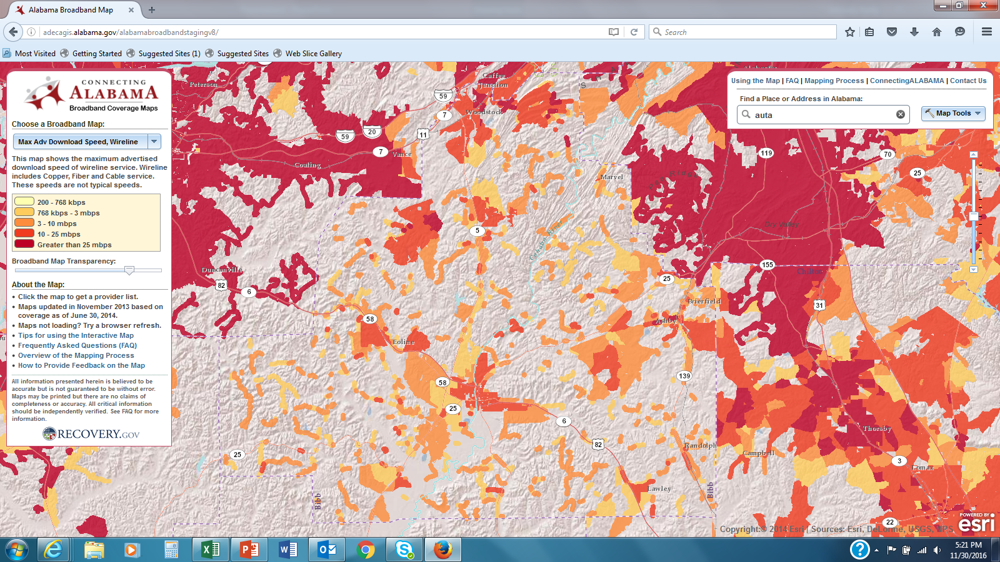 Alabama Broadband Map
adecagis.alabama.gov/alabamabroadbandstagingv8/
Search
Most Visited
Getting Started
Suggested Sites (1)
Suggested Sites
Web Slice Gallery
CONNECTING
ALABAMA
Broadband Coverage Maps
Choose a Broadband Map:
Max Adv Download Speed, Wireline
This map shows the maximum advertised
download speed of wireline service. Wireline
includes Copper, Fiber and Cable service.
These speeds are not typical speeds.
200 - 768 kbps
768 kbps - 3 mbps
3 - 10 mbps
10 - 25 mbps
Greater than 25 mbps
Broadband Map Transparency:
About the Map:
• Click the map to get a provider list.
• Maps updated in November 2013 based on
coverage as of June 30, 2014.
• Maps not loading? Try a browser refresh.
• Tips for using the Interactive Map
• Frequently Asked Questions (FAQ)
• Overview of the Mapping Process
• How to Provide Feedback on the Map
All information presented herein is believed to be
accurate but is not guaranteed to be without error.
Maps may be printed but there are no claims of
completeness or accuracy. All critical information
should be independently verified. See FAQ for more
information.
RECOVERY.GOV
Using the Map | FAQ | Mapping Process | ConnectingALABAMA | Contact Us
Find a Place or Address in Alabama:
auta
Map Tools
Peterson
Caffee
Junction
59
7
Woodstock
20
59
11
7
Vance
Coaling
119
70
25
Marvel
Pea Ridge
Dry Valley
5
Cahaba River
155
Chilton
Duncanville
82
6
25
31
Brierfield
58
Ashby
Eoline
139
58
25
6
82
Thorsby
Randolph
Campbell
25
3
Lomax
Lawley
Bibb
Bibb
22
POWERED BY
esri
Copyright:© 2014 Esri | Sources: Esri, DeLorme, USGS, NPS
5:21 PM
11/30/2016